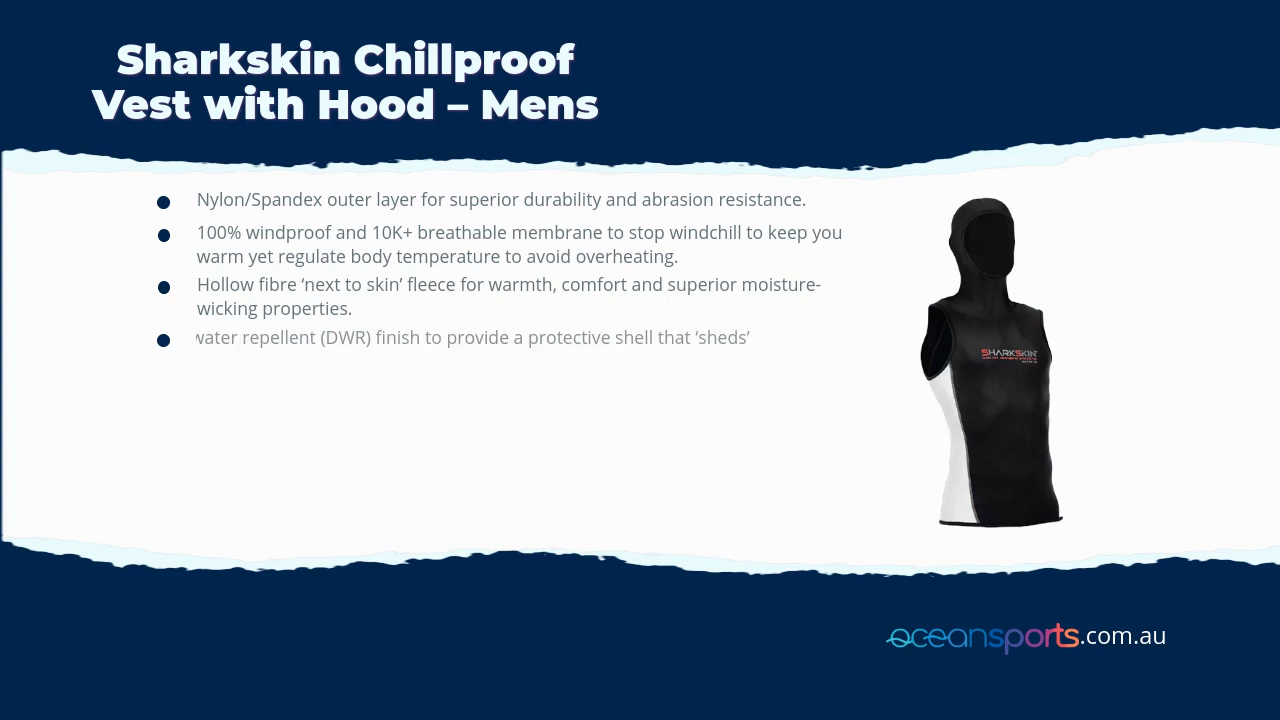 Sharkskin Chillproof
Vest with Hood – Mens
Nylon/Spandex outer layer for superior durability and abrasion resistance.
100% windproof and 10K+ breathable membrane to stop windchill to keep you
warm yet regulate body temperature to avoid overheating.
Hollow fibre ‘next to skin’ fleece for warmth, comfort and superior moisture-
wicking properties.
water repellent (DWR) finish to provide a protective shell that ‘sheds’
SHARKSKIN
oceansports.com.au